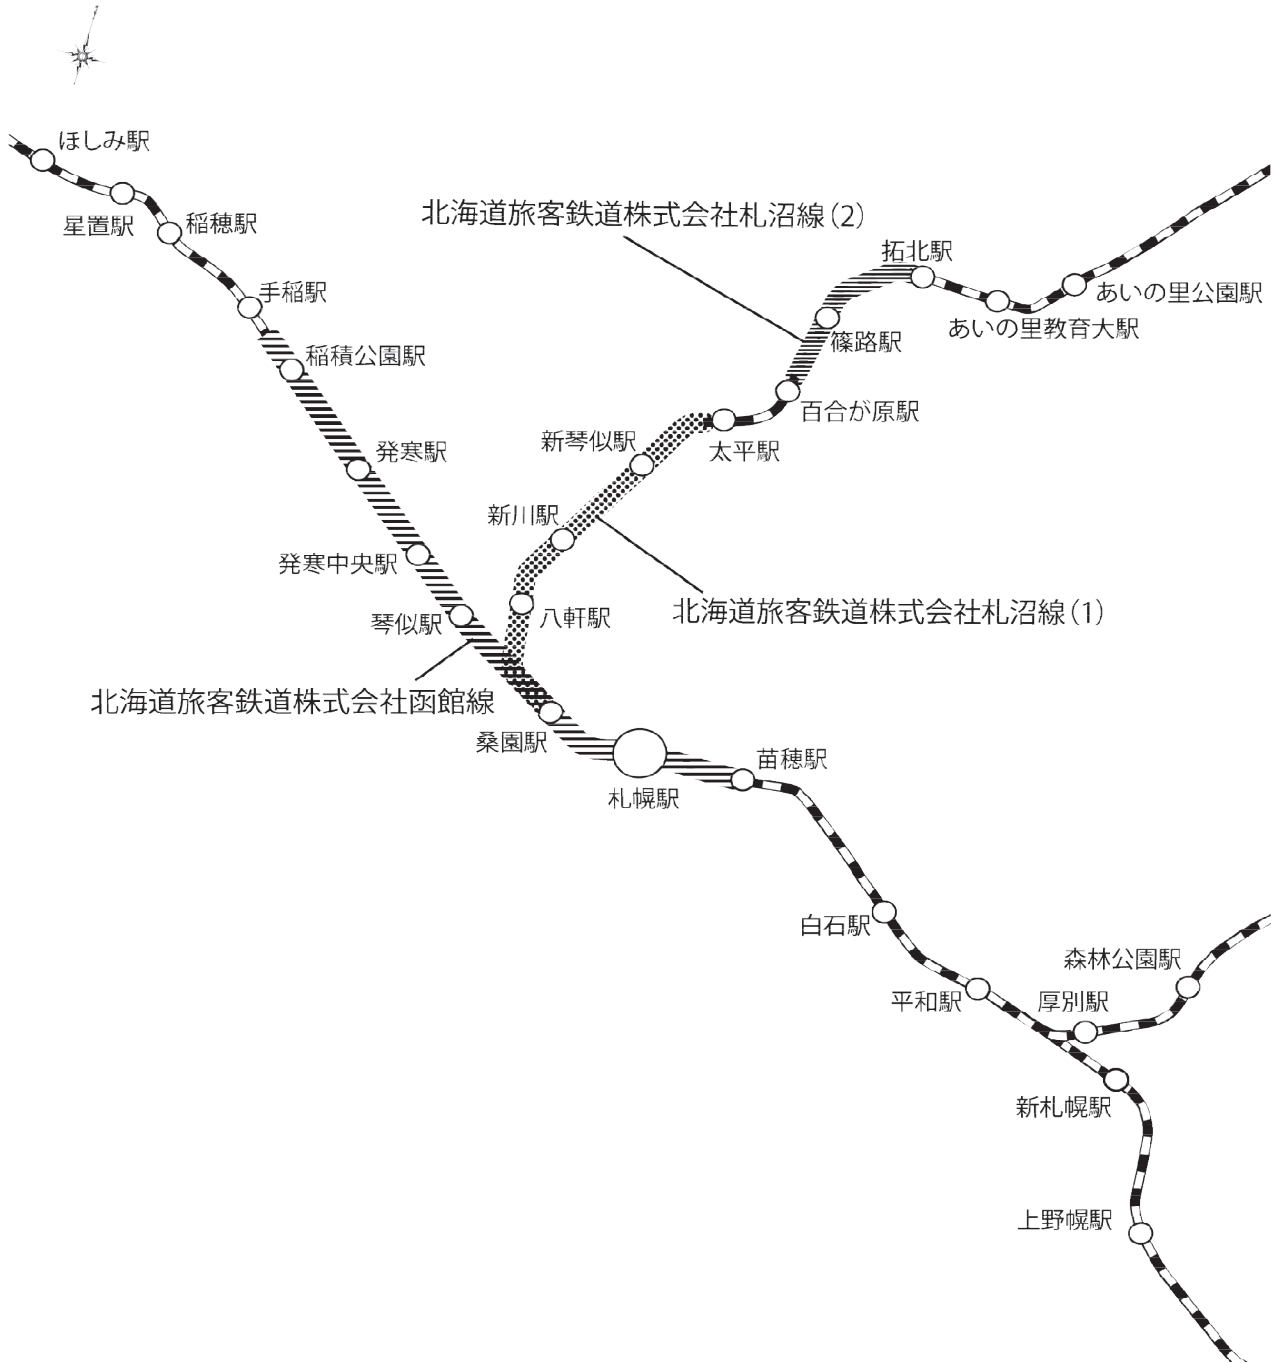 ほしみ駅
星置駅
稲穂駅
北海道旅客鉄道株式会社札沼線(2)
拓北駅
手稲駅
あいの里公園駅
あいの里教育大駅
篠路駅
稲積公園駅
百合が原駅
新琴似駅
太平駅
発寒駅
新川駅
発寒中央駅
北海道旅客鉄道株式会社札沼線(1)
八軒駅
琴似駅
北海道旅客鉄道株式会社函館線
桑園駅
苗穂駅
札幌駅
白石駅
森林公園駅
平和駅
厚別駅
新札幌駅
上野幌駅